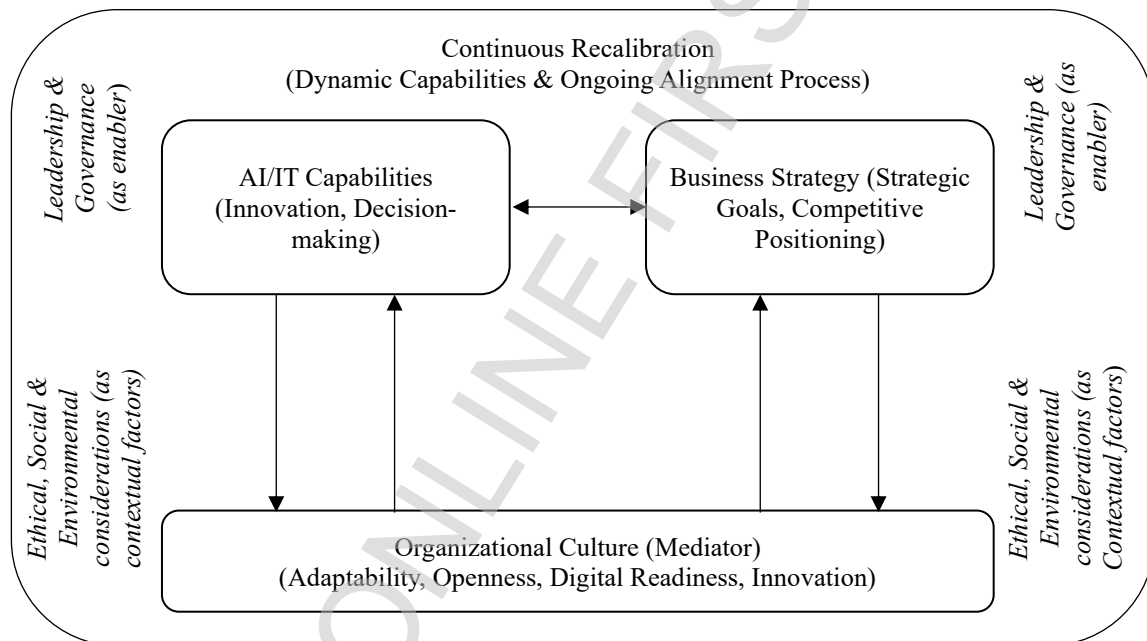 Continuous Recalibration
(Dynamic Capabilities & Ongoing Alignment Process)
Leadership &
Governance
(as enabler)
Leadership &
Governance (as
enabler)
AI/IT Capabilities
(Innovation, Decision-
making)
Business Strategy (Strategic
Goals, Competitive
Positioning)
Ethical, Social &
Environmental
considerations (as
contextual factors)
Ethical, Social &
Environmental
considerations (as
Contextual factors)
Organizational Culture (Mediator)
(Adaptability, Openness, Digital Readiness, Innovation)
ONLINE FIRS